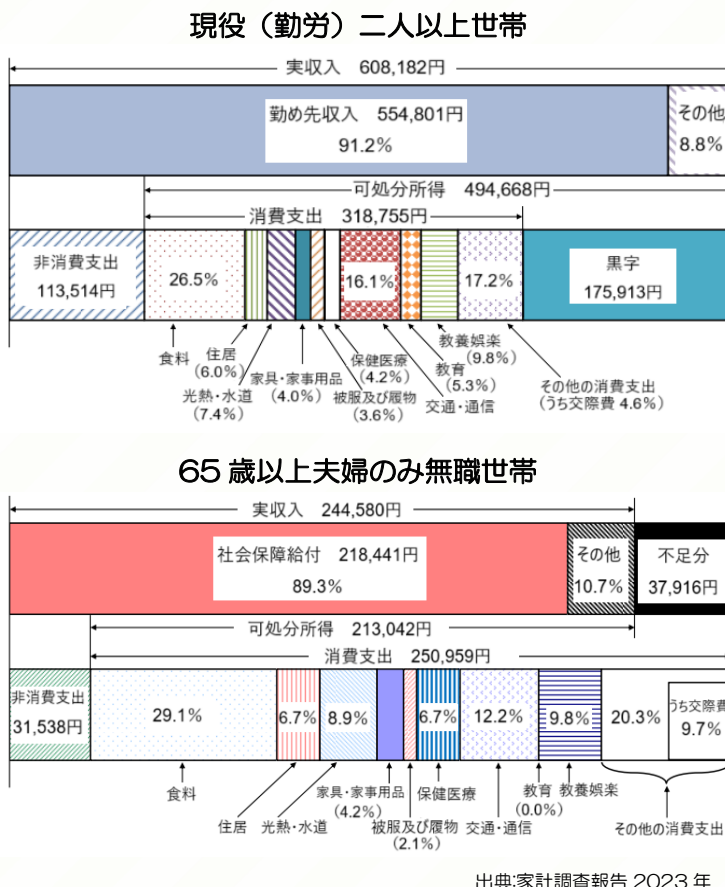 現役（勤労）二人以上世帯
実収入 608,182円
勤め先収入 554,801円
91.2%
その他
8.8%
可処分所得 494,668円
消費支出 318,755円
非消費支出
113,514円
26.5%
16.1%
17.2%
黒字
175,913円
食料
住居
(6.0%)
光熱・水道
(7.4%)
家具・家事用品
(4.0%)
被服及び履物
(3.6%)
保健医療
(4.2%)
交通・通信
教育
(5.3%)
教養娯楽
(9.8%)
その他の消費支出
(うち交際費 4.6%)
65歳以上夫婦のみ無職世帯
実収入 244,580円
社会保障給付 218,441円
89.3%
その他
10.7%
不足分
37,916円
可処分所得 213,042円
消費支出 250,959円
非消費支出
31,538円
29.1%
6.7%
8.9%
6.7%
12.2%
9.8%
20.3%
うち交際費
9.7%
食料
住居
光熱・水道
家具・家事用品
(4.2%)
被服及び履物
(2.1%)
保健医療
交通・通信
教育
(0.0%)
教養娯楽
その他の消費支出
出典:家計調査報告 2023 年